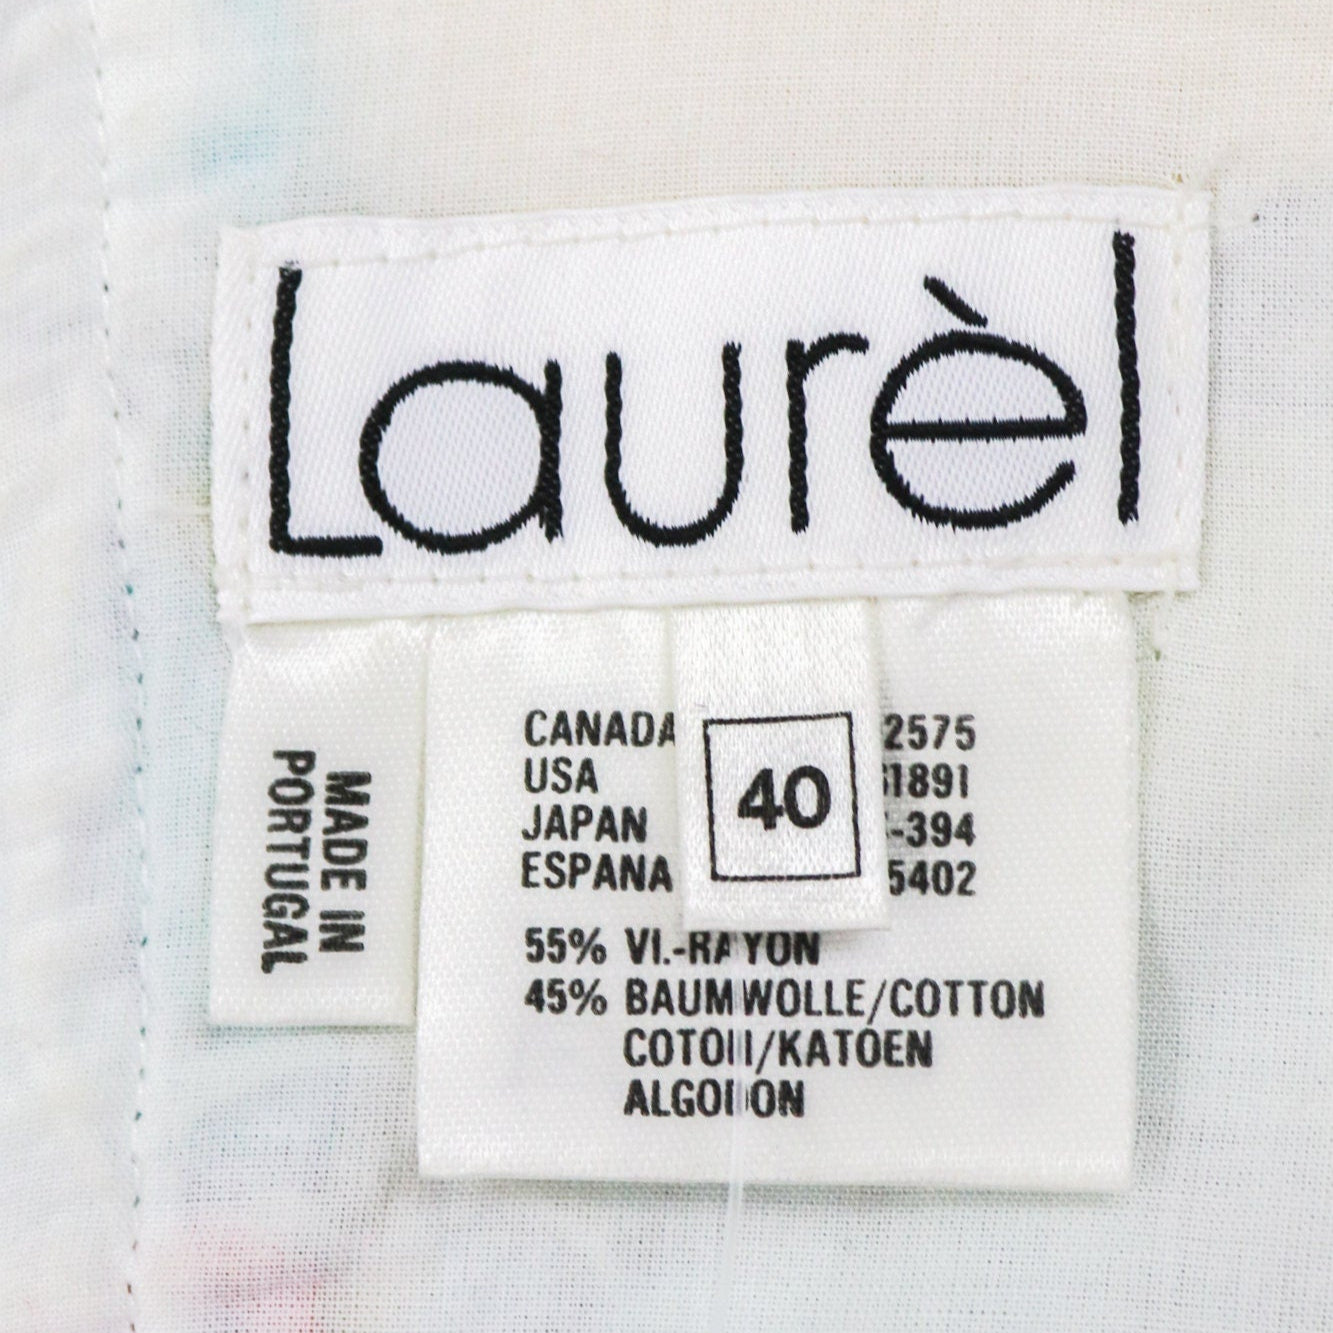 Laurèl
40
MADE IN
PORTUGAL
CANADA 2575
USA 1891
JAPAN -394
ESPANA 5402
55% VI.-RAYON
45% BAUMWOLLE/COTTON
COTON/KATOEN
ALGODON